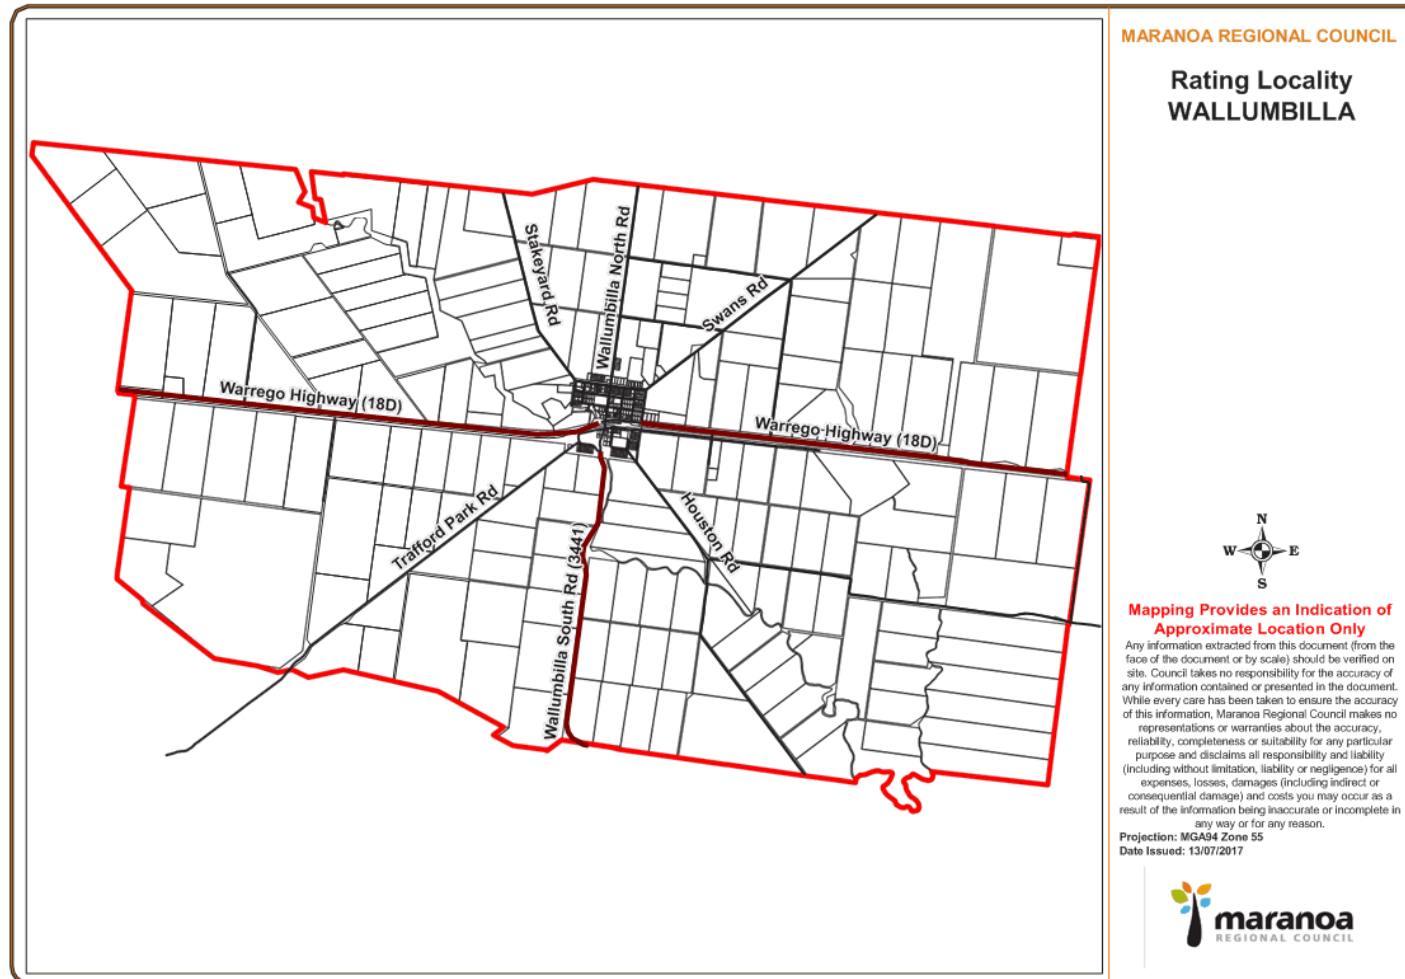 MARANOA REGIONAL COUNCIL
Rating Locality
WALLUMBILLA
Stakeyard Rd
Wallumbilla North Rd
Swans Rd
Warrego Highway (18D)
Warrego Highway (18D)
Trafford Park Rd
Wallumbilla South Rd (3441)
Houston Rd
N
W E
S
Mapping Provides an Indication of
Approximate Location Only
Any information extracted from this document (from the
face of the document or by scale) should be verified on
site. Council takes no responsibility for the accuracy of
any information contained or presented in the document.
While every care has been taken to ensure the accuracy
of this information, Maranoa Regional Council makes no
representations or warranties about the accuracy,
reliability, completeness or suitability for any particular
purpose and disclaims all responsibility and liability
(including without limitation, liability or negligence) for all
expenses, losses, damages (including indirect or
consequential damage) and costs you may occur as a
result of the information being inaccurate or incomplete in
any way or for any reason.
Projection: MGA94 Zone 55
Date Issued: 13/07/2017
maranoa
REGIONAL COUNCIL